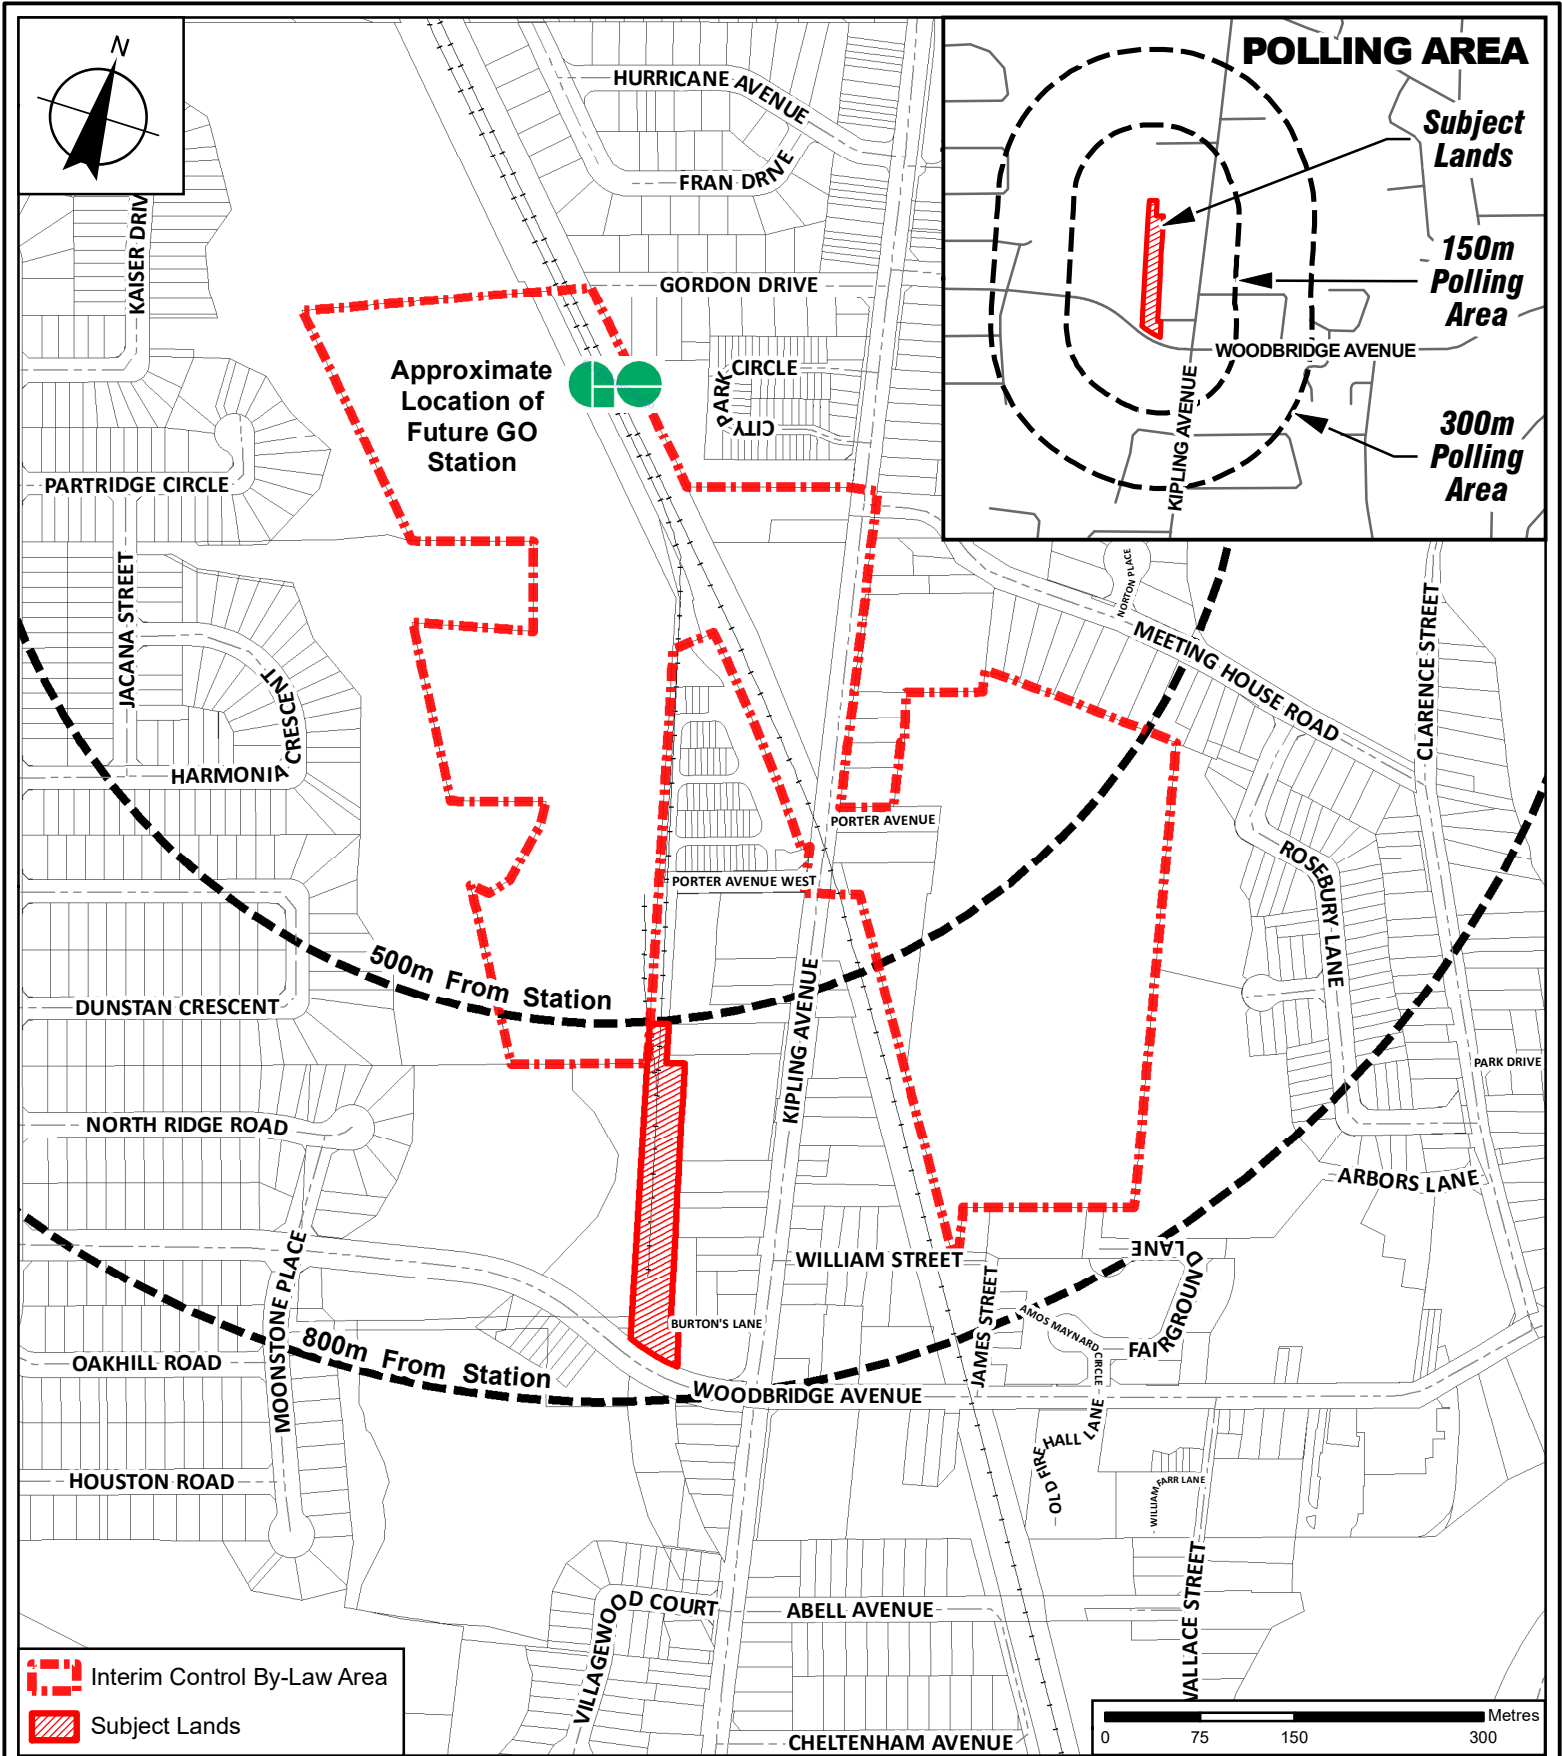 N
POLLING AREA
Subject
Lands
150m
Polling
Area
WOODBRIDGE AVENUE
KIPLING AVENUE
300m
Polling
Area
HURRICANE AVENUE
FRAN DRIVE
KAISER DRIV
GORDON DRIVE
Approximate
Location of
Future GO
Station
GO
CITY PARK CIRCLE
PARTRIDGE CIRCLE
JACANA STREET
NORTON PLACE
MEETING HOUSE ROAD
CLARENCE STREET
HARMONIA CRESCENT
PORTER AVENUE
ROSEBURY LANE
PORTER AVENUE WEST
500m From Station
DUNSTAN CRESCENT
KIPLING AVENUE
PARK DRIVE
NORTH RIDGE ROAD
ARBORS LANE
MOONSTONE PLACE
WILLIAM STREET
FAIRGROUND LANE
JAMES STREET
AMOS MAYNARD CIRCLE
BURTON'S LANE
OAKHILL ROAD
800m From Station
WOODBRIDGE AVENUE
OLD FIRE HALL LANE
HOUSTON ROAD
WILLIAM FARR LANE
WALLACE STREET
VILLAGEWOOD COURT
ABELL AVENUE
CHELTENHAM AVENUE
Interim Control By-Law Area
Subject Lands
Metres
0 75 150 300